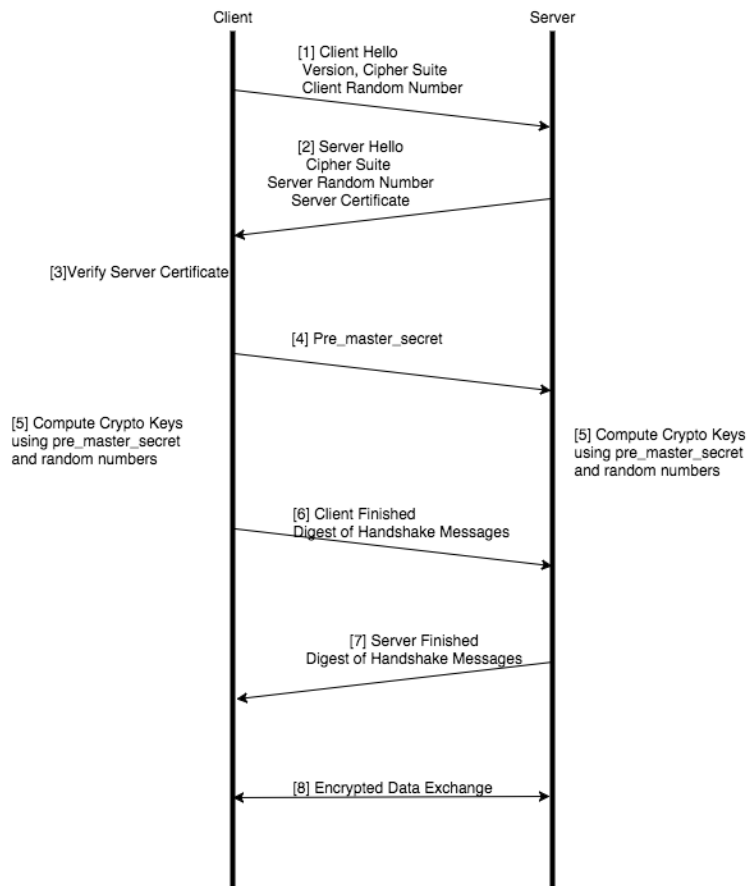 Client
Server
[1] Client Hello
Version, Cipher Suite
Client Random Number
[2] Server Hello
Cipher Suite
Server Random Number
Server Certificate
[3]Verify Server Certificate
[4] Pre_master_secret
[5] Compute Crypto Keys
using pre_master_secret
and random numbers
[5] Compute Crypto Keys
using pre_master_secret
and random numbers
[6] Client Finished
Digest of Handshake Messages
[7] Server Finished
Digest of Handshake Messages
[8] Encrypted Data Exchange